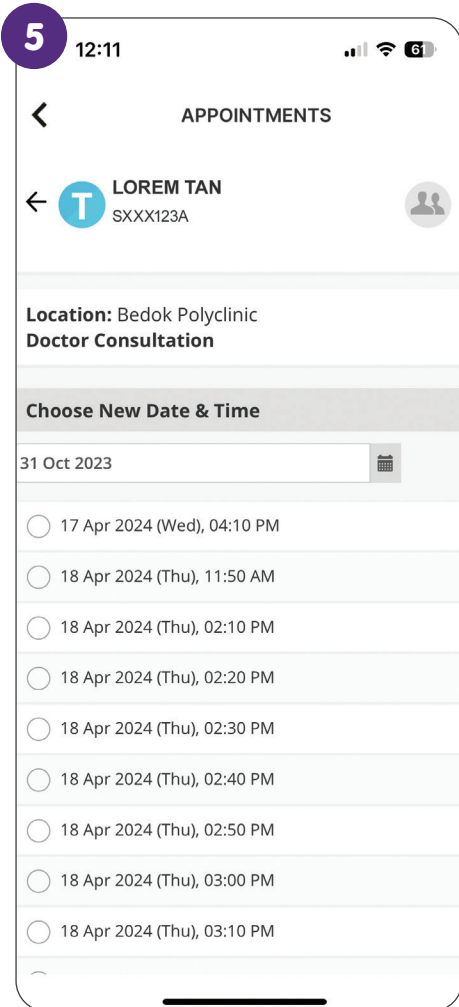 5
12:11
61
APPOINTMENTS
T
LOREM TAN
SXXX123A
Location: Bedok Polyclinic
Doctor Consultation
Choose New Date & Time
31 Oct 2023
17 Apr 2024 (Wed), 04:10 PM
18 Apr 2024 (Thu), 11:50 AM
18 Apr 2024 (Thu), 02:10 PM
18 Apr 2024 (Thu), 02:20 PM
18 Apr 2024 (Thu), 02:30 PM
18 Apr 2024 (Thu), 02:40 PM
18 Apr 2024 (Thu), 02:50 PM
18 Apr 2024 (Thu), 03:00 PM
18 Apr 2024 (Thu), 03:10 PM